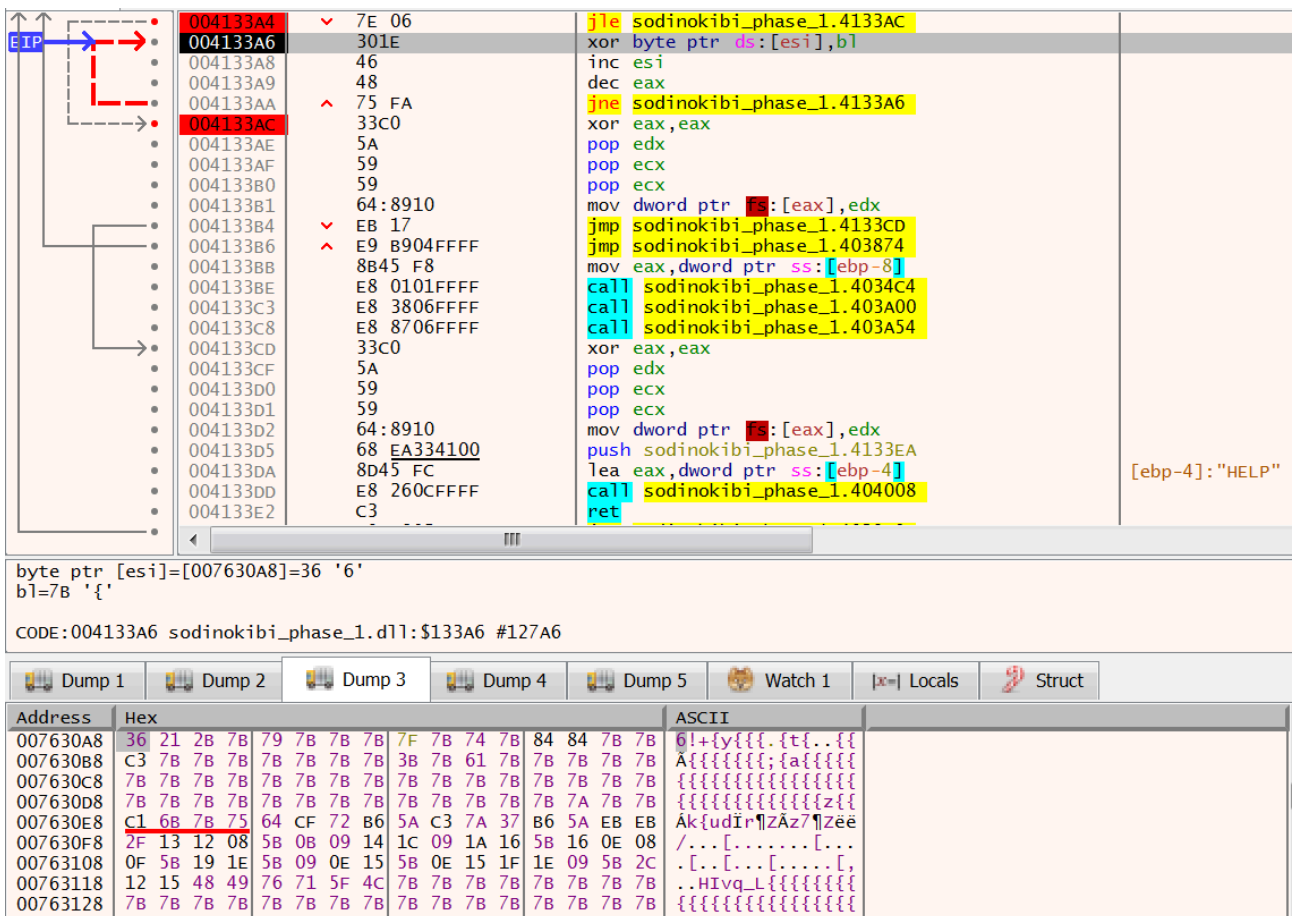 004133A4 7E 06 jle sodinokibi_phase_1.4133AC
EIP 004133A6 301E xor byte ptr ds:[esi],bl
004133A8 46 inc esi
004133A9 48 dec eax
004133AA 75 FA jne sodinokibi_phase_1.4133A6
004133AC 33C0 xor eax,eax
004133AE 5A pop edx
004133AF 59 pop ecx
004133B0 59 pop ecx
004133B1 64:8910 mov dword ptr fs:[eax],edx
004133B4 EB 17 jmp sodinokibi_phase_1.4133CD
004133B6 E9 B904FFFF jmp sodinokibi_phase_1.403874
004133BB 8B45 F8 mov eax,dword ptr ss:[ebp-8]
004133BE E8 0101FFFF call sodinokibi_phase_1.4034C4
004133C3 E8 3806FFFF call sodinokibi_phase_1.403A00
004133C8 E8 8706FFFF call sodinokibi_phase_1.403A54
004133CD 33C0 xor eax,eax
004133CF 5A pop edx
004133D0 59 pop ecx
004133D1 59 pop ecx
004133D2 64:8910 mov dword ptr fs:[eax],edx
004133D5 68 EA334100 push sodinokibi_phase_1.4133EA
004133DA 8D45 FC lea eax,dword ptr ss:[ebp-4] [ebp-4]:"HELP"
004133DD E8 260CFFFF call sodinokibi_phase_1.404008
004133E2 C3 ret
byte ptr [esi]=[007630A8]=36 '6'
bl=7B '{'
CODE:004133A6 sodinokibi_phase_1.dll:$133A6 #127A6
Dump 1 Dump 2 Dump 3 Dump 4 Dump 5 Watch 1 |x=| Locals Struct
Address Hex ASCII
007630A8 36 21 2B 7B 79 7B 7B 7B 7F 7B 74 7B 84 84 7B 7B 6!+{y{{{.{t{..{{
007630B8 C3 7B 7B 7B 7B 7B 7B 7B 3B 7B 61 7B 7B 7B 7B 7B Ã{{{{{{{;{a{{{{{
007630C8 7B 7B 7B 7B 7B 7B 7B 7B 7B 7B 7B 7B 7B 7B 7B 7B {{{{{{{{{{{{{{{{
007630D8 7B 7B 7B 7B 7B 7B 7B 7B 7B 7B 7B 7B 7B 7A 7B 7B {{{{{{{{{{{{{z{{
007630E8 C1 6B 7B 75 64 CF 72 B6 5A C3 7A 37 B6 5A EB EB Ák{udÏr¶ZÃz7¶Zëë
007630F8 2F 13 12 08 5B 0B 09 14 1C 09 1A 16 5B 16 0E 08 /...[.......[...
00763108 0F 5B 19 1E 5B 09 0E 15 5B 0E 15 1F 1E 09 5B 2C .[..[...[.....[,
00763118 12 15 48 49 76 71 5F 4C 7B 7B 7B 7B 7B 7B 7B 7B ..HIvq_L{{{{{{{{
00763128 7B 7B 7B 7B 7B 7B 7B 7B 7B 7B 7B 7B 7B 7B 7B 7B {{{{{{{{{{{{{{{{